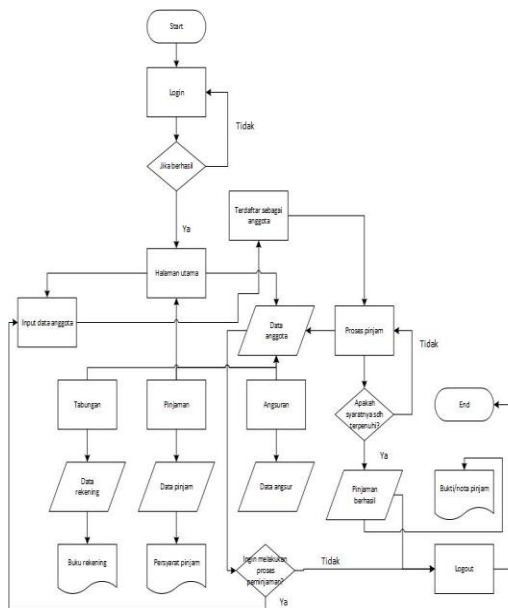 Start
Login
Tidak
Jika berhasil
Ya
Terdaftar sebagai
anggota
Halaman utama
Input data anggota
Data
anggota
Proses pinjam
Tidak
Tabungan
Pinjaman
Angsuran
Apakah
syaratnya sdh
terpenuhi?
End
Ya
Data
rekening
Data pinjam
Data angsur
Pinjaman
berhasil
Bukti/nota pinjam
Buku rekening
Persyarat pinjam
Ingin melakukan
proses
peminjaman?
Tidak
Logout
Ya